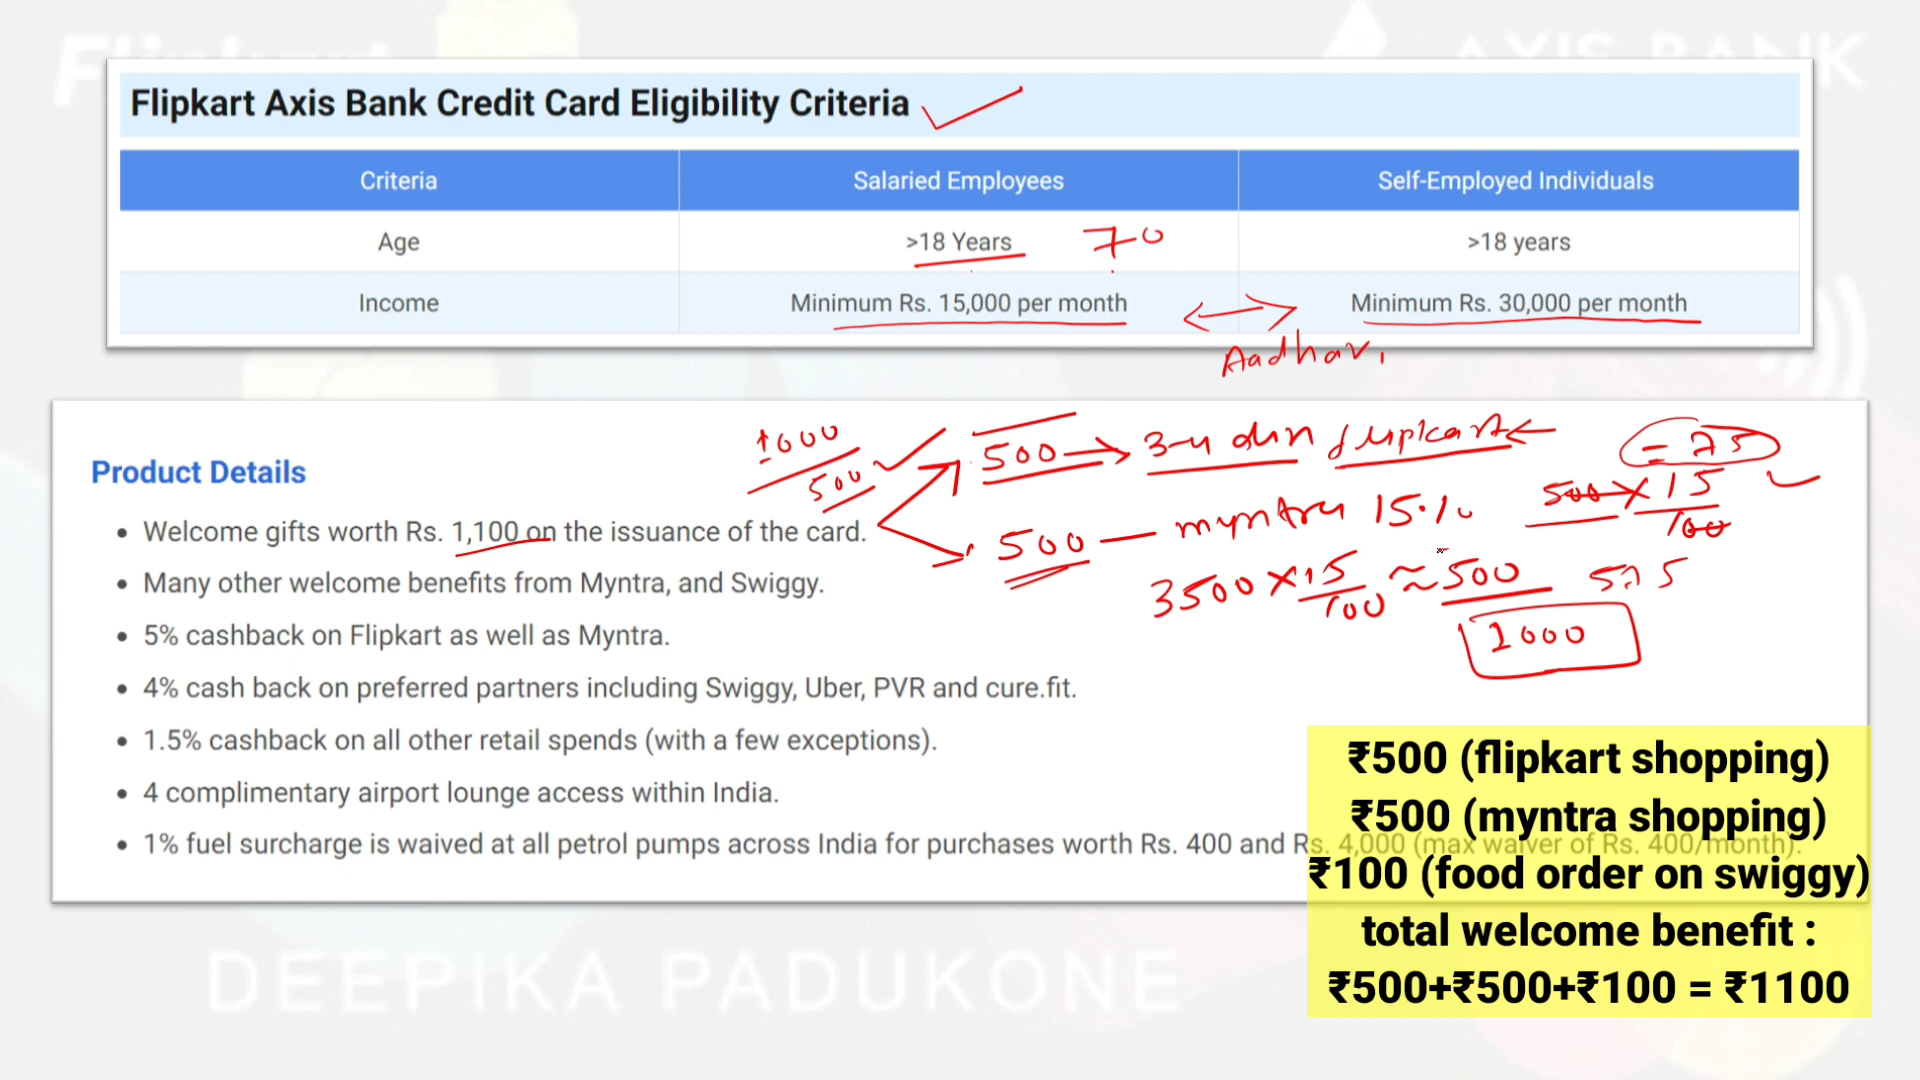 AXIS BANK
Flipkart Axis Bank Credit Card Eligibility Criteria
Criteria Salaried Employees Self-Employed Individuals
Age >18 Years 70 >18 years
Income Minimum Rs. 15,000 per month Minimum Rs. 30,000 per month
Aadhar,
1000
500
500 3-4 din flipkart
= 75
500 X 15
100
Product Details
500 — myntra 15%
• Welcome gifts worth Rs. 1,100 on the issuance of the card.
3500 X 15 ≈ 500
100
1000
• Many other welcome benefits from Myntra, and Swiggy.
• 5% cashback on Flipkart as well as Myntra.
• 4% cash back on preferred partners including Swiggy, Uber, PVR and cure.fit.
• 1.5% cashback on all other retail spends (with a few exceptions).
• 4 complimentary airport lounge access within India.
• 1% fuel surcharge is waived at all petrol pumps across India for purchases worth Rs. 400 and Rs. 4,000 (max waiver of Rs. 400/month).
₹500 (flipkart shopping)
₹500 (myntra shopping)
₹100 (food order on swiggy)
total welcome benefit :
₹500+₹500+₹100 = ₹1100
DEEPIKA PADUKONE